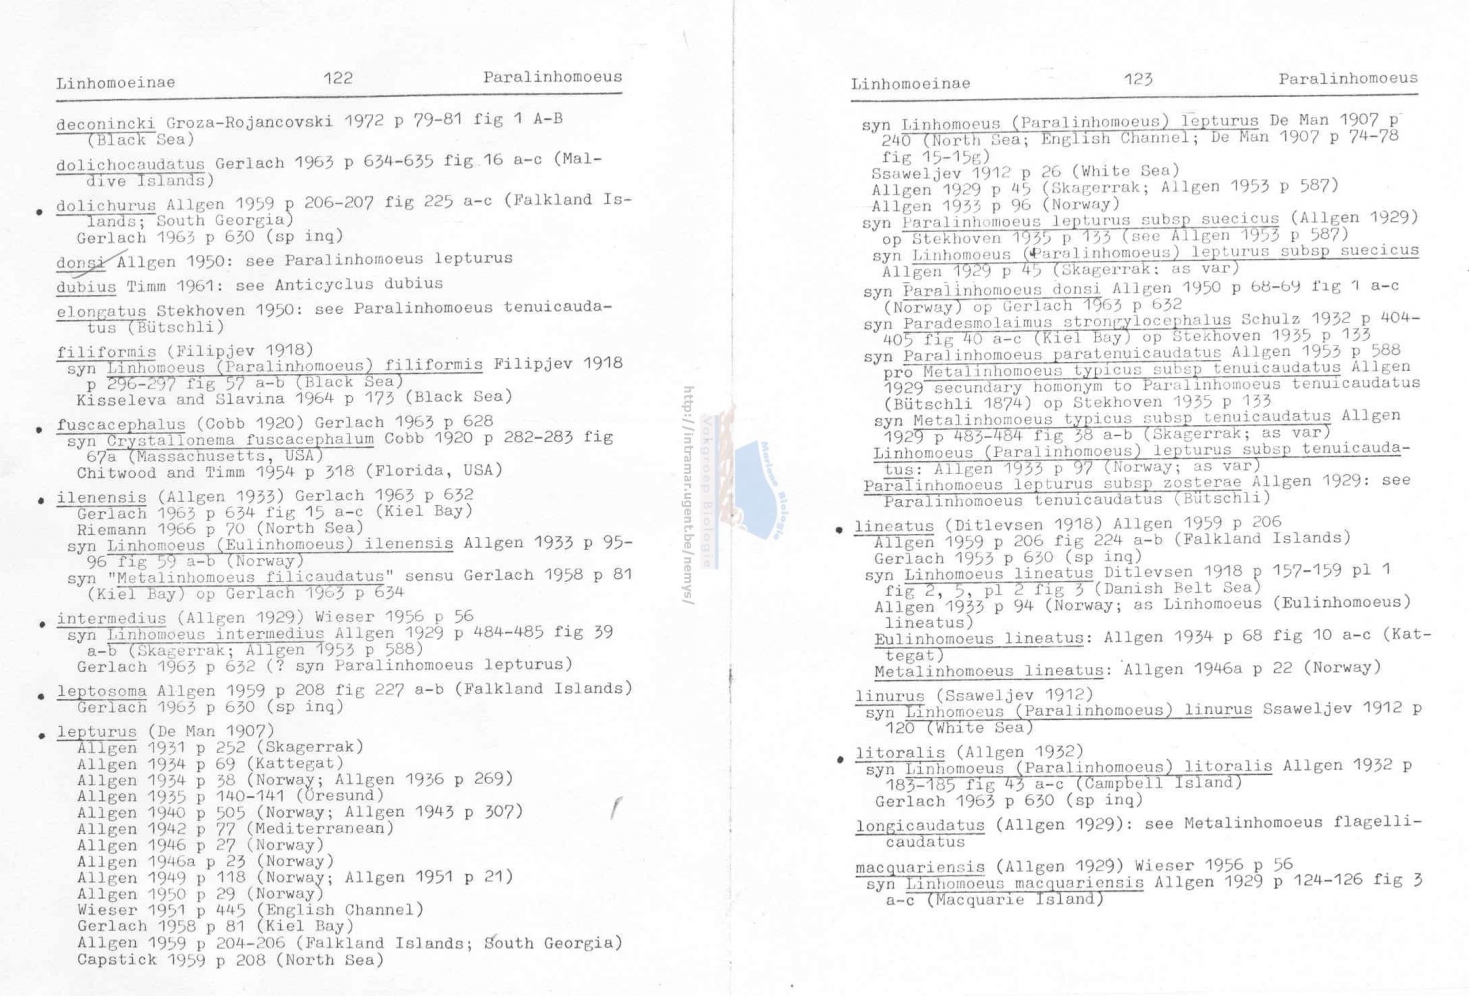 Linhomoeinae 122 Paralinhomoeus
deconincki Groza-Rojancovski 1972 p 79-81 fig 1 A-B
(Black Sea)
dolichocaudatus Gerlach 1963 p 634-635 fig 16 a-c (Mal-
dive Islands)
dolichurus Allgen 1959 p 206-207 fig 225 a-c (Falkland Is-
lands; South Georgia)
Gerlach 1963 p 630 (sp inq)
donsi Allgen 1950: see Paralinhomoeus lepturus
dubius Timm 1961: see Anticyclus dubius
elongatus Stekhoven 1950: see Paralinhomoeus tenuicauda-
tus (Bütschli)
filiformis (Filipjev 1918)
syn Linhomoeus (Paralinhomoeus) filiformis Filipjev 1918
p 296-297 fig 57 a-b (Black Sea)
Kisseleva and Slavina 1964 p 173 (Black Sea)
fuscacephalus (Cobb 1920) Gerlach 1963 p 628
syn Crystallonema fuscacephalum Cobb 1920 p 282-283 fig
67a (Massachusetts, USA)
Chitwood and Timm 1954 p 318 (Florida, USA)
ilenensis (Allgen 1933) Gerlach 1963 p 632
Gerlach 1963 p 634 fig 15 a-c (Kiel Bay)
Riemann 1966 p 70 (North Sea)
syn Linhomoeus (Eulinhomoeus) ilenensis Allgen 1933 p 95-
96 fig 59 a-b (Norway)
syn "Metalinhomoeus filicaudatus" sensu Gerlach 1958 p 81
(Kiel Bay) op Gerlach 1963 p 634
intermedius (Allgen 1929) Wieser 1956 p 56
syn Linhomoeus intermedius Allgen 1929 p 484-485 fig 39
a-b (Skagerrak; Allgen 1953 p 588)
Gerlach 1963 p 632 (? syn Paralinhomoeus lepturus)
leptosoma Allgen 1959 p 208 fig 227 a-b (Falkland Islands)
Gerlach 1963 p 630 (sp inq)
lepturus (De Man 1907)
Allgen 1931 p 252 (Skagerrak)
Allgen 1934 p 69 (Kattegat)
Allgen 1934 p 38 (Norway; Allgen 1936 p 269)
Allgen 1935 p 140-141 (Öresund)
Allgen 1940 p 505 (Norway; Allgen 1943 p 307)
Allgen 1942 p 77 (Mediterranean)
Allgen 1946 p 27 (Norway)
Allgen 1946a p 23 (Norway)
Allgen 1949 p 118 (Norway; Allgen 1951 p 21)
Allgen 1950 p 29 (Norway)
Wieser 1951 p 445 (English Channel)
Gerlach 1958 p 81 (Kiel Bay)
Allgen 1959 p 204-206 (Falkland Islands; South Georgia)
Capstick 1959 p 208 (North Sea)
http://intramar.ugent.be/nemys/
Vakgroep Biologie
Mariene Biologie
Linhomoeinae 123 Paralinhomoeus
syn Linhomoeus (Paralinhomoeus) lepturus De Man 1907 p
240 (North Sea; English Channel; De Man 1907 p 74-78
fig 15-15g)
Ssaweljev 1912 p 26 (White Sea)
Allgen 1929 p 45 (Skagerrak; Allgen 1953 p 587)
Allgen 1933 p 96 (Norway)
syn Paralinhomoeus lepturus subsp suecicus (Allgen 1929)
op Stekhoven 1935 p 133 (see Allgen 1953 p 587)
syn Linhomoeus (Paralinhomoeus) lepturus subsp suecicus
Allgen 1929 p 45 (Skagerrak; as var)
syn Paralinhomoeus donsi Allgen 1950 p 68-69 fig 1 a-c
(Norway) op Gerlach 1963 p 632
syn Paradesmolaimus strongylocephalus Schulz 1932 p 404-
405 fig 40 a-c (Kiel Bay) op Stekhoven 1935 p 133
syn Paralinhomoeus paratenuicaudatus Allgen 1953 p 588
pro Metalinhomoeus typicus subsp tenuicaudatus Allgen
1929 secundary homonym to Paralinhomoeus tenuicaudatus
(Bütschli 1874) op Stekhoven 1935 p 133
syn Metalinhomoeus typicus subsp tenuicaudatus Allgen
1929 p 483-484 fig 38 a-b (Skagerrak; as var)
Linhomoeus (Paralinhomoeus) lepturus subsp tenuicauda-
tus: Allgen 1933 p 97 (Norway; as var)
Paralinhomoeus lepturus subsp zosterae Allgen 1929: see
Paralinhomoeus tenuicaudatus (Bütschli)
lineatus (Ditlevsen 1918) Allgen 1959 p 206
Allgen 1959 p 206 fig 224 a-b (Falkland Islands)
Gerlach 1953 p 630 (sp inq)
syn Linhomoeus lineatus Ditlevsen 1918 p 157-159 pl 1
fig 2, 5, pl 2 fig 3 (Danish Belt Sea)
Allgen 1933 p 94 (Norway; as Linhomoeus (Eulinhomoeus)
lineatus)
Eulinhomoeus lineatus: Allgen 1934 p 68 fig 10 a-c (Kat-
tegat)
Metalinhomoeus lineatus: Allgen 1946a p 22 (Norway)
linurus (Ssaweljev 1912)
syn Linhomoeus (Paralinhomoeus) linurus Ssaweljev 1912 p
120 (White Sea)
litoralis (Allgen 1932)
syn Linhomoeus (Paralinhomoeus) litoralis Allgen 1932 p
183-185 fig 43 a-c (Campbell Island)
Gerlach 1963 p 630 (sp inq)
longicaudatus (Allgen 1929): see Metalinhomoeus flagelli-
caudatus
macquariensis (Allgen 1929) Wieser 1956 p 56
syn Linhomoeus macquariensis Allgen 1929 p 124-126 fig 3
a-c (Macquarie Island)